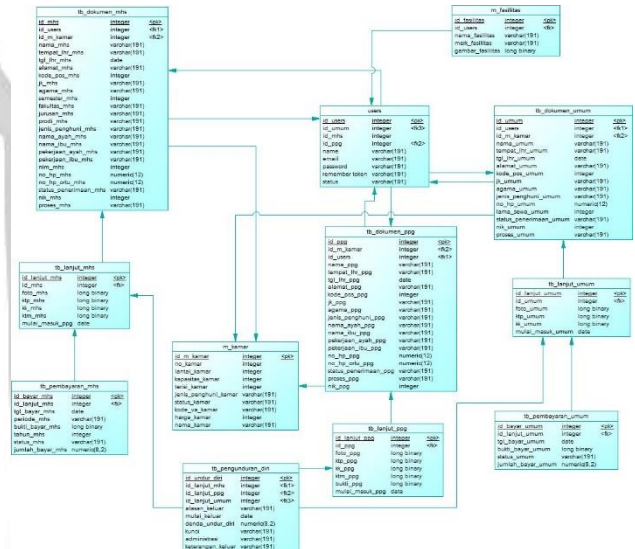 tb_dokumen_mhs
id_mhs integer <pk>
id_users integer <fk1>
id_m_kamar integer <fk2>
nama_mhs varchar(191)
tempat_lhr_mhs varchar(191)
tgl_lhr_mhs date
alamat_mhs varchar(191)
kode_pos_mhs integer
jk_mhs varchar(191)
agama_mhs varchar(191)
semester_mhs integer
fakultas_mhs varchar(191)
jurusan_mhs varchar(191)
prodi_mhs varchar(191)
jenis_penghuni_mhs varchar(191)
nama_ayah_mhs varchar(191)
nama_ibu_mhs varchar(191)
pekerjaan_ayah_mhs varchar(191)
pekerjaan_ibu_mhs varchar(191)
nim_mhs integer
no_hp_mhs numeric(12)
no_hp_ortu_mhs numeric(12)
status_penerimaan_mhs varchar(191)
nik_mhs integer
proses_mhs varchar(191)
m_fasilitas
id_fasilitas integer <pk>
id_users integer <fk>
nama_fasilitas varchar(191)
merk_fasilitas varchar(191)
gambar_fasilitas long binary
users
id_users integer <pk>
id_umum integer <fk3>
id_mhs integer
id_ppg integer <fk2>
name varchar(191)
email varchar(191)
password varchar(191)
remember token varchar(191)
status varchar(191)
tb_dokumen_umum
id_umum integer <pk>
id_users integer <fk1>
id_m_kamar integer <fk2>
nama_umum varchar(191)
tempat_lhr_umum varchar(191)
tgl_lhr_umum date
alamat_umum varchar(191)
kode_pos_umum integer
jk_umum varchar(191)
agama_umum varchar(191)
jenis_penghuni_umum varchar(191)
no_hp_umum numeric(12)
lama_sewa_umum integer
status_penerimaan_umum varchar(191)
nik_umum integer
proses_umum varchar(191)
tb_dokumen_ppg
id_ppg integer <pk>
id_m_kamar integer <fk2>
id_users integer <fk1>
nama_ppg varchar(191)
tempat_lhr_ppg varchar(191)
tgl_lhr_ppg date
alamat_ppg varchar(191)
kode_pos_ppg integer
jk_ppg varchar(191)
agama_ppg varchar(191)
jenis_penghuni_ppg varchar(191)
nama_ayah_ppg varchar(191)
nama_ibu_ppg varchar(191)
pekerjaan_ayah_ppg varchar(191)
pekerjaan_ibu_ppg varchar(191)
no_hp_ppg numeric(12)
no_hp_ortu_ppg numeric(12)
status_penerimaan_ppg varchar(191)
proses_ppg varchar(191)
nik_ppg integer
tb_lanjut_mhs
id_lanjut_mhs integer <pk>
id_mhs integer <fk>
foto_mhs long binary
ktp_mhs long binary
kk_mhs long binary
ktm_mhs long binary
mulai_masuk_ppg date
tb_lanjut_umum
id_lanjut_umum integer <pk>
id_umum integer <fk>
foto_umum long binary
ktp_umum long binary
kk_umum long binary
mulai_masuk_umum date
m_kamar
id_m_kamar integer <pk>
no_kamar integer
lantai_kamar integer
kapasitas_kamar integer
terisi_kamar integer
jenis_penghuni_kamar varchar(191)
status_kamar varchar(191)
kode_va_kamar varchar(191)
harga_kamar integer
nama_kamar varchar(191)
tb_pembayaran_mhs
id_bayar_mhs integer <pk>
id_lanjut_mhs integer <fk>
tgl_bayar_mhs date
periode_mhs varchar(191)
bukti_bayar_mhs long binary
tahun_mhs integer
status_mhs varchar(191)
jumlah_bayar_mhs numeric(8,2)
tb_lanjut_ppg
id_lanjut_ppg integer <pk>
id_ppg integer <fk>
foto_ppg long binary
ktp_ppg long binary
kk_ppg long binary
ktm_ppg long binary
bukti_ppg long binary
mulai_masuk_ppg date
tb_pembayaran_umum
id_bayar_umum integer <pk>
id_lanjut_umum integer <fk>
tgl_bayar_umum date
bukti_bayar_umum long binary
status_umum varchar(191)
jumlah_bayar_umum numeric(8,2)
tb_pengunduran_diri
id_undur_diri integer <pk>
id_lanjut_mhs integer <fk1>
id_lanjut_ppg integer <fk2>
id_lanjut_umum integer <fk3>
alasan_keluar varchar(191)
mulai_keluar date
denda_undur_diri numeric(8,2)
kunci varchar(191)
administrasi varchar(191)
keterangan_keluar varchar(191)